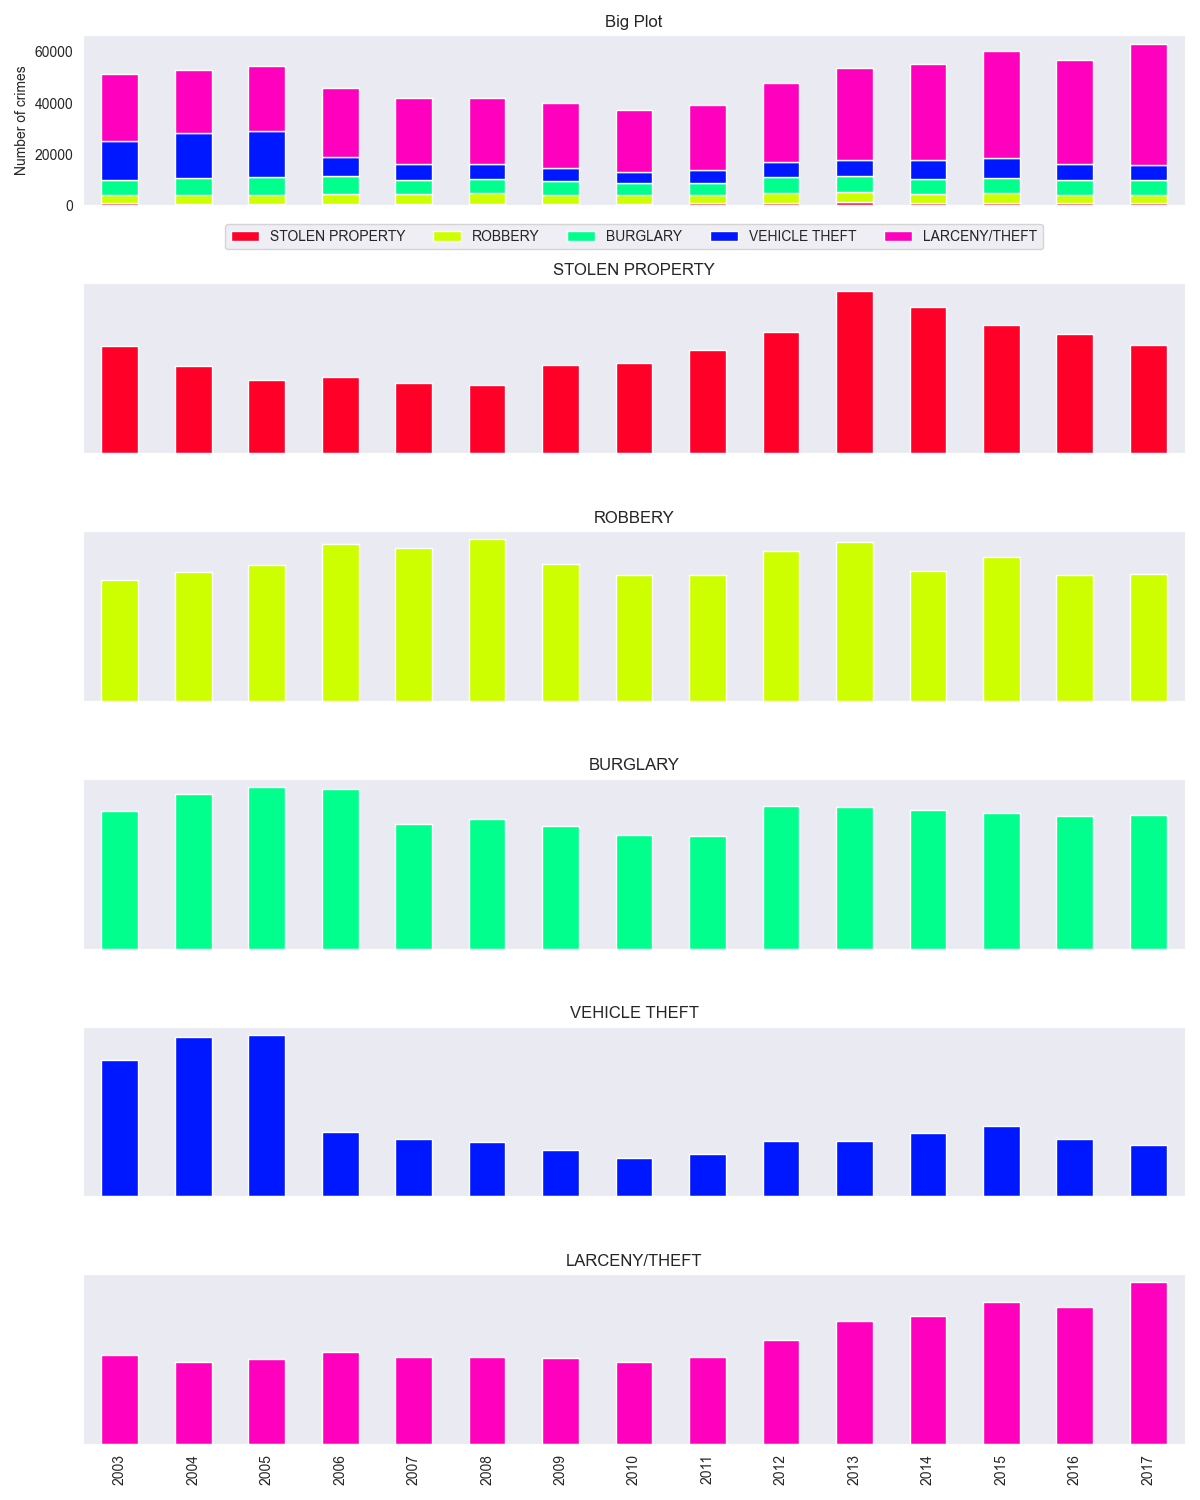 Big Plot
Number of crimes
60000
40000
20000
0
STOLEN PROPERTY ROBBERY BURGLARY VEHICLE THEFT LARCENY/THEFT
STOLEN PROPERTY
ROBBERY
BURGLARY
VEHICLE THEFT
LARCENY/THEFT
2003 2004 2005 2006 2007 2008 2009 2010 2011 2012 2013 2014 2015 2016 2017